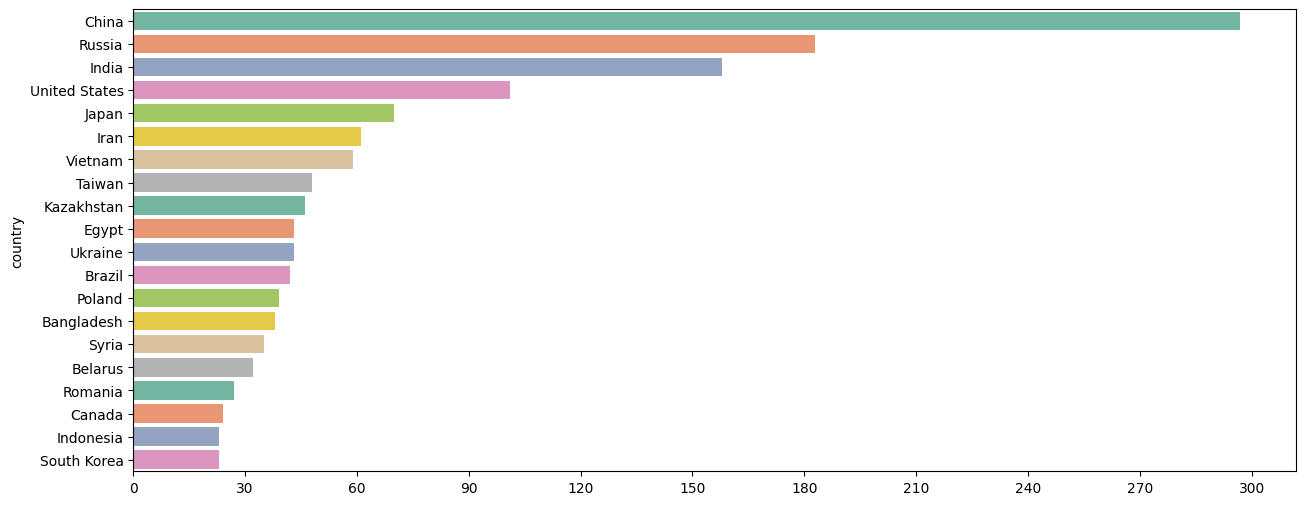 China
Russia
India
United States
Japan
Iran
Vietnam
Taiwan
Kazakhstan
Egypt
Ukraine
Brazil
Poland
Bangladesh
Syria
Belarus
Romania
Canada
Indonesia
South Korea
country
0 30 60 90 120 150 180 210 240 270 300